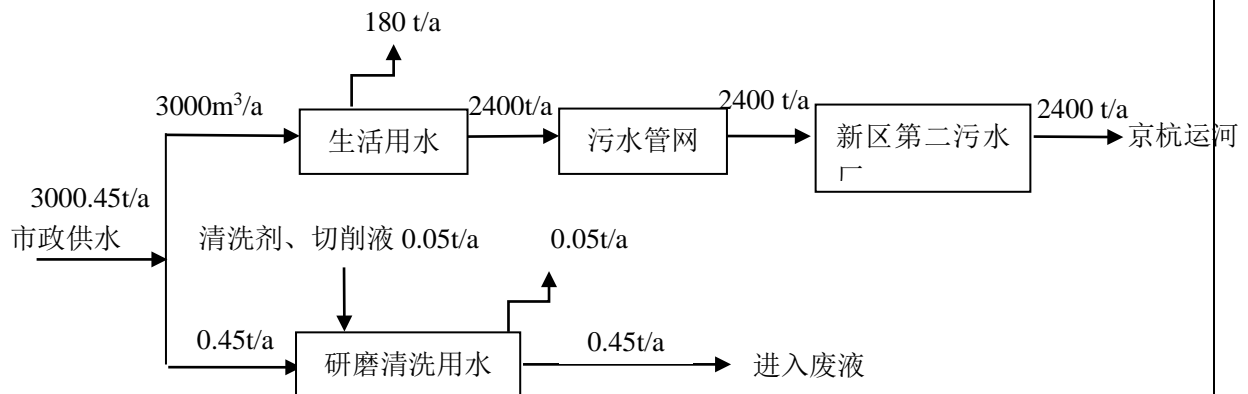 180 t/a
3000m³/a
2400t/a
2400 t/a
2400 t/a
生活用水
污水管网
新区第二污水
京杭运河
3000.45t/a
市政供水
清洗剂、切削液 0.05t/a
0.05t/a
0.45t/a
研磨清洗用水
0.45t/a
进入废液